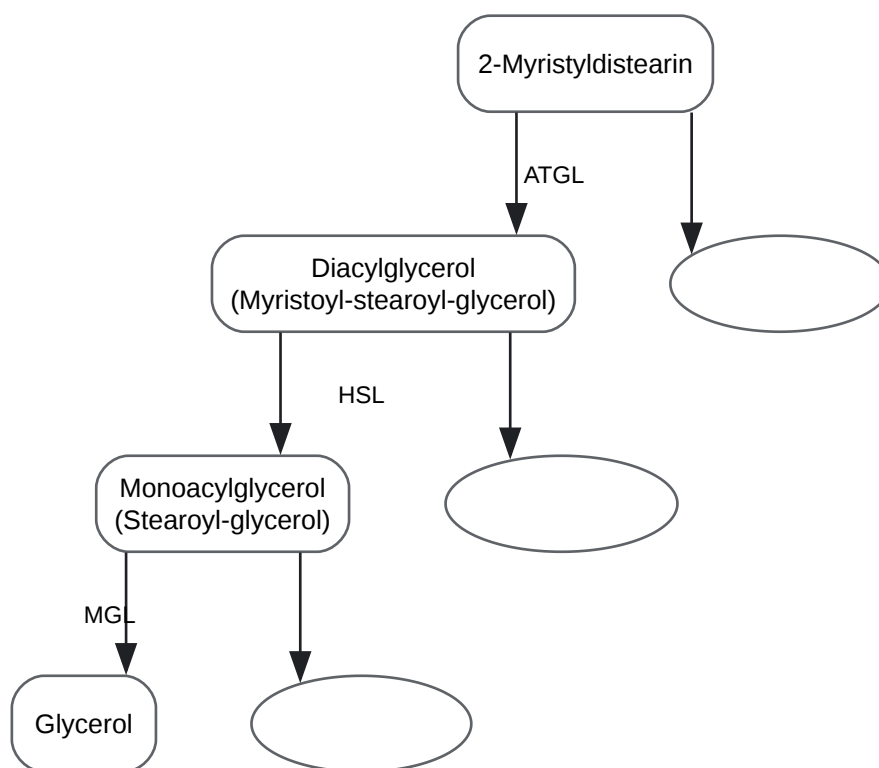 2-Myristyldistearin
ATGL
Diacylglycerol
(Myristoyl-stearoyl-glycerol)
HSL
Monoacylglycerol
(Stearoyl-glycerol)
MGL
Glycerol